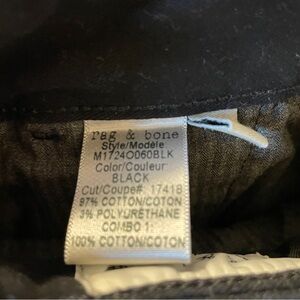 rag & bone
Style/Modèle
M1724O060BLK
Color/Couleur
BLACK
Cut/Coupe#: 17418
97% COTTON/COTON
3% POLYURÉTHANE
COMBO 1:
100% COTTON/COTON